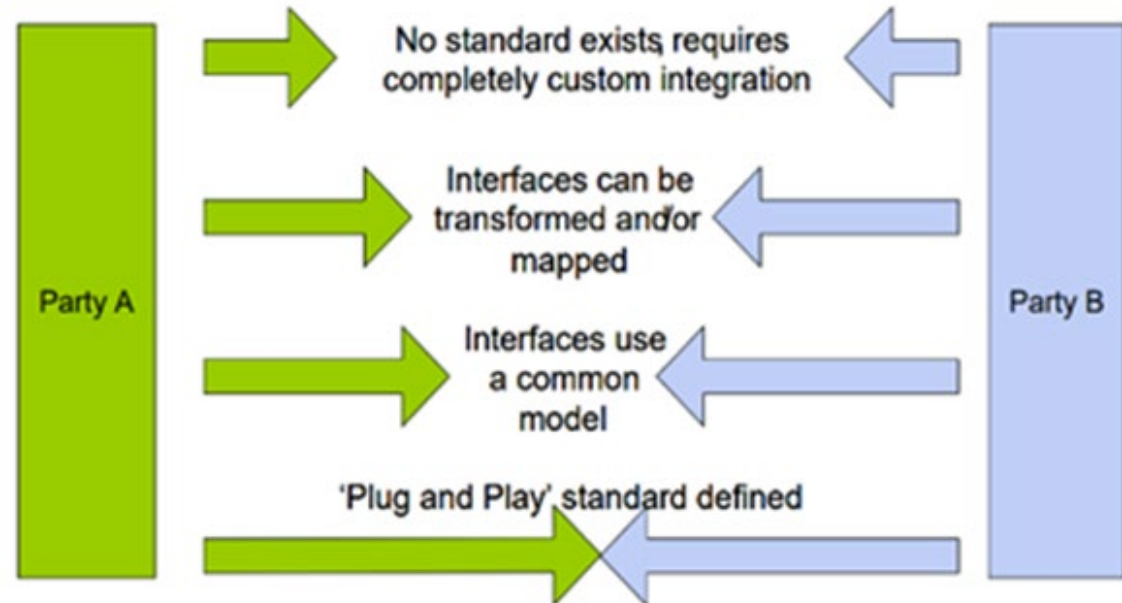 No standard exists, requires
completely custom integration
Interfaces can be
transformed and/or
mapped
Party A
Party B
Interfaces use
a common
model
‘Plug and Play’ standard defined